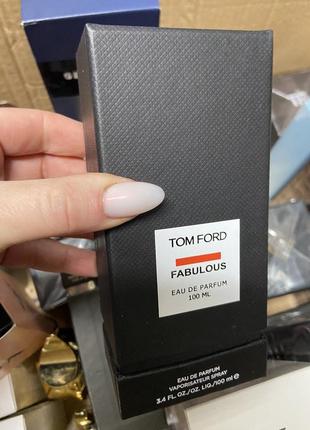 TOM FORD
FABULOUS
EAU DE PARFUM
100 ML
EAU DE PARFUM
VAPORISATEUR SPRAY
3.4 FL. OZ./OZ. LIQ./100 ml ℮